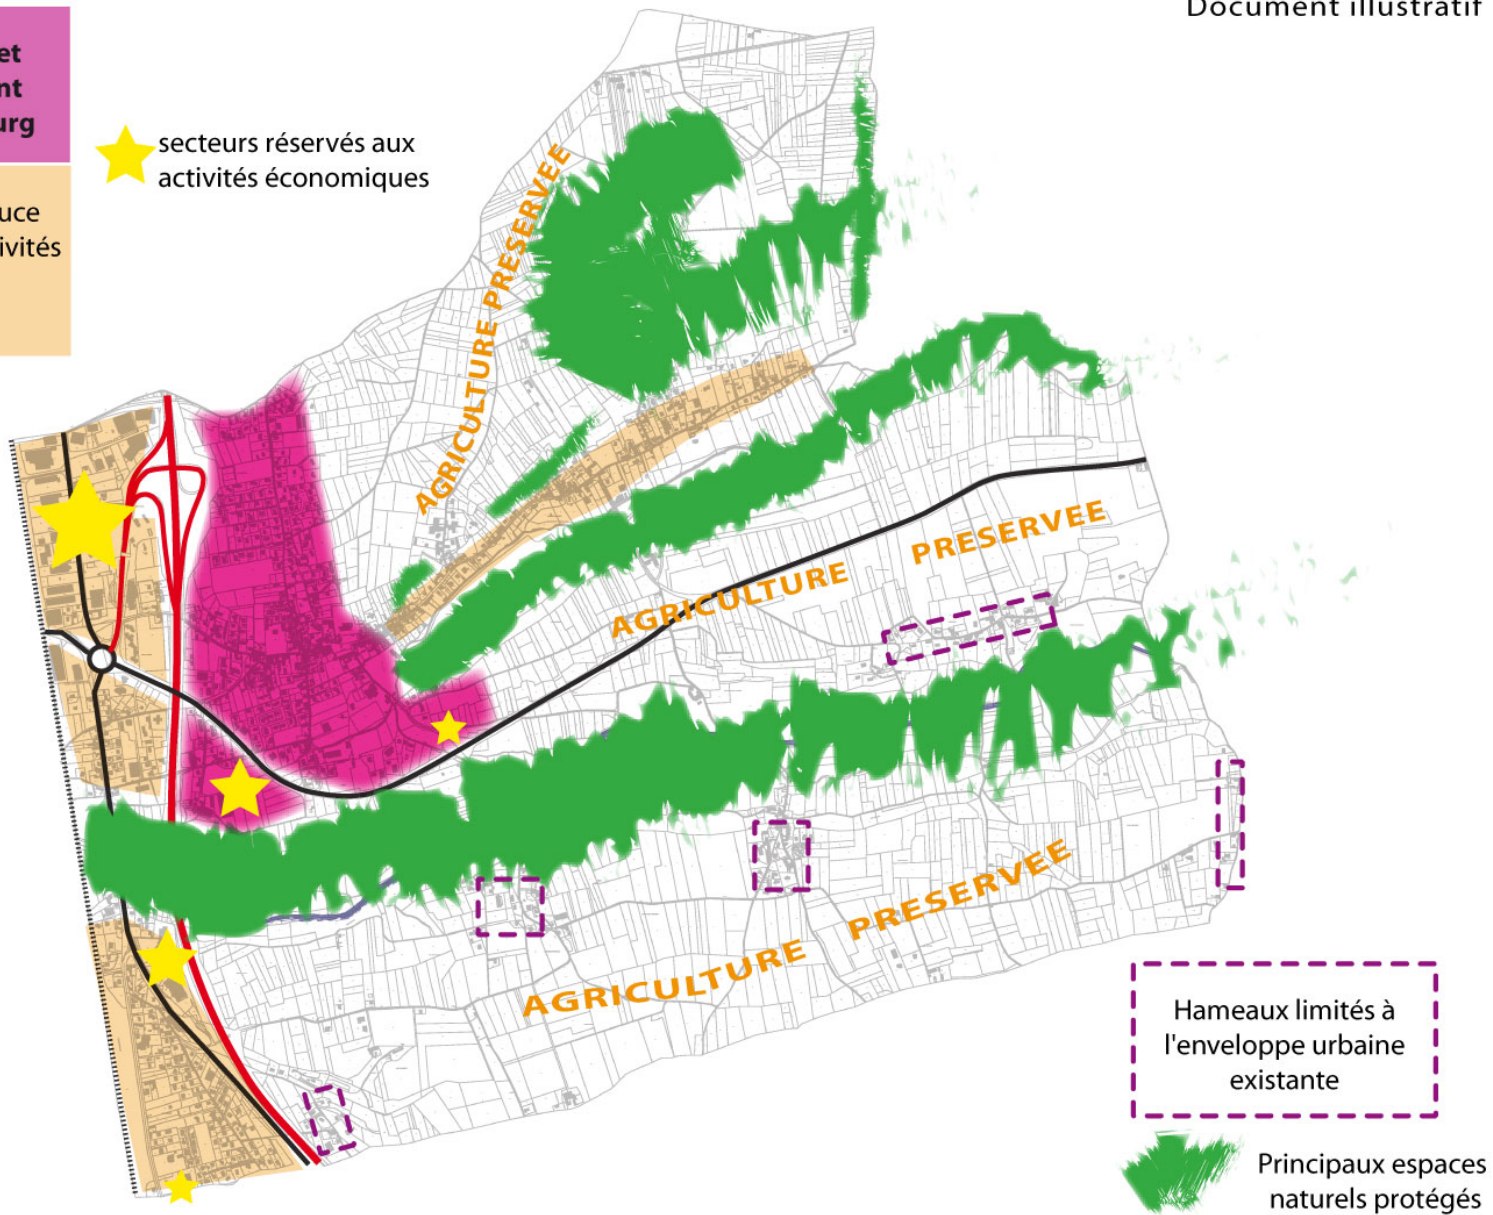 Document illustratif
et
nt
urg
secteurs réservés aux
activités économiques
uce
ivités
AGRICULTURE PRESERVEE
AGRICULTURE PRESERVEE
AGRICULTURE PRESERVEE
Hameaux limités à
l'enveloppe urbaine
existante
Principaux espaces
naturels protégés